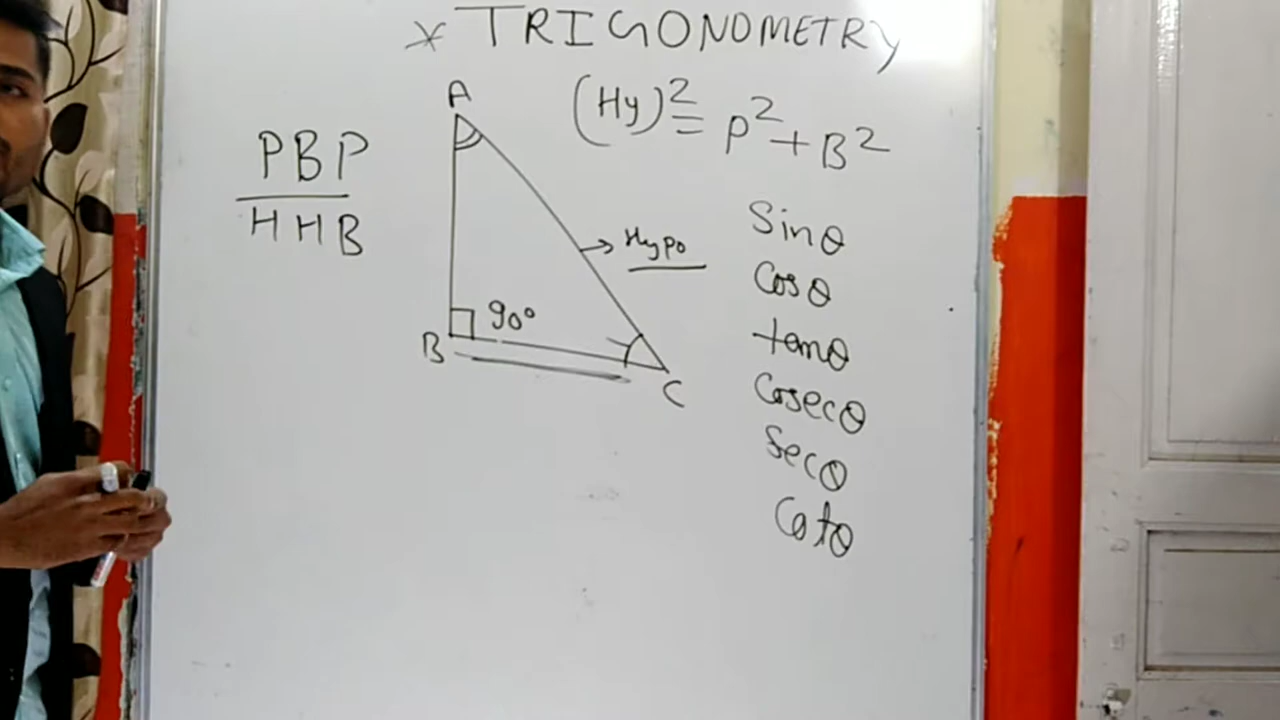 * TRIGONOMETRY
(Hy)² = P² + B²
PBP
HHB
A
Hypo
90°
B
C
Sinθ
Cosθ
tanθ
Cosecθ
Secθ
Cotθ